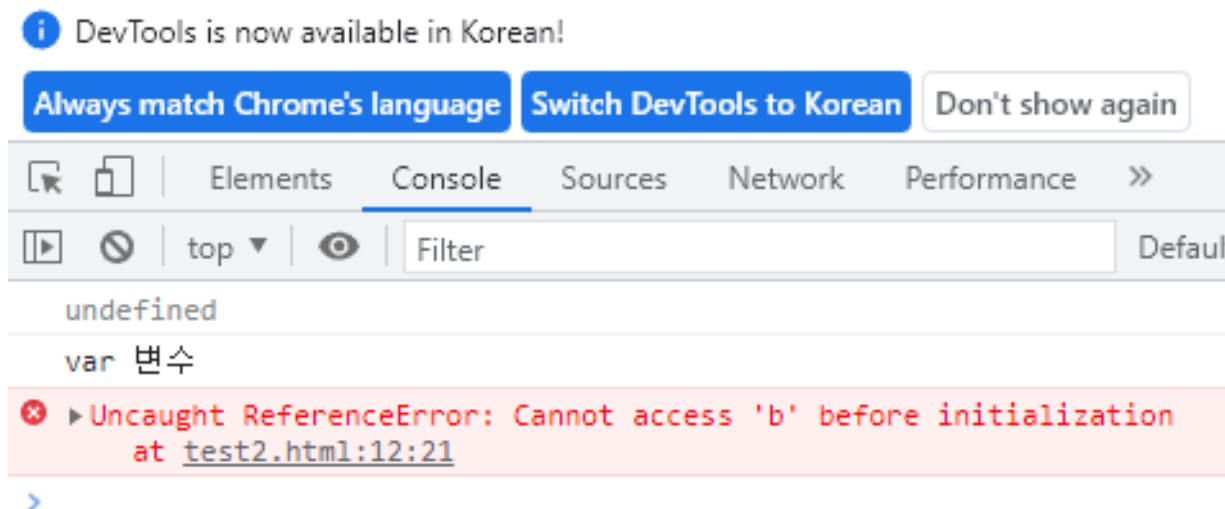 DevTools is now available in Korean!
Always match Chrome's language Switch DevTools to Korean Don't show again
Elements Console Sources Network Performance »
top ▼ Filter Defaul
undefined
var 변수
Uncaught ReferenceError: Cannot access 'b' before initialization
at test2.html:12:21